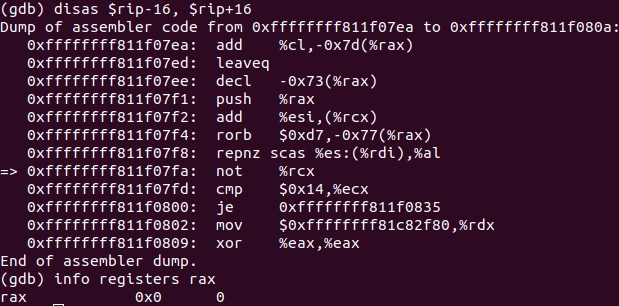 (gdb) disas $rip-16, $rip+16
Dump of assembler code from 0xffffffff811f07ea to 0xffffffff811f080a:
   0xffffffff811f07ea:	add    %cl,-0x7d(%rax)
   0xffffffff811f07ed:	leaveq
   0xffffffff811f07ee:	decl   -0x73(%rax)
   0xffffffff811f07f1:	push   %rax
   0xffffffff811f07f2:	add    %esi,(%rcx)
   0xffffffff811f07f4:	rorb   $0xd7,-0x77(%rax)
   0xffffffff811f07f8:	repnz scas %es:(%rdi),%al
=> 0xffffffff811f07fa:	not    %rcx
   0xffffffff811f07fd:	cmp    $0x14,%ecx
   0xffffffff811f0800:	je     0xffffffff811f0835
   0xffffffff811f0802:	mov    $0xffffffff81c82f80,%rdx
   0xffffffff811f0809:	xor    %eax,%eax
End of assembler dump.
(gdb) info registers rax
rax            0x0	0